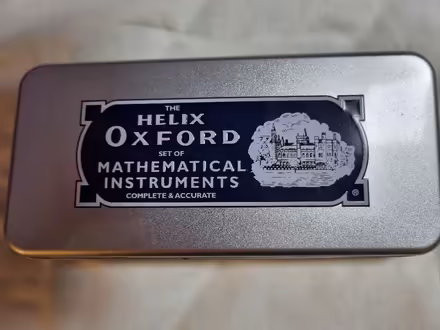 THE
HELIX
OXFORD
SET OF
MATHEMATICAL
INSTRUMENTS
COMPLETE & ACCURATE
®